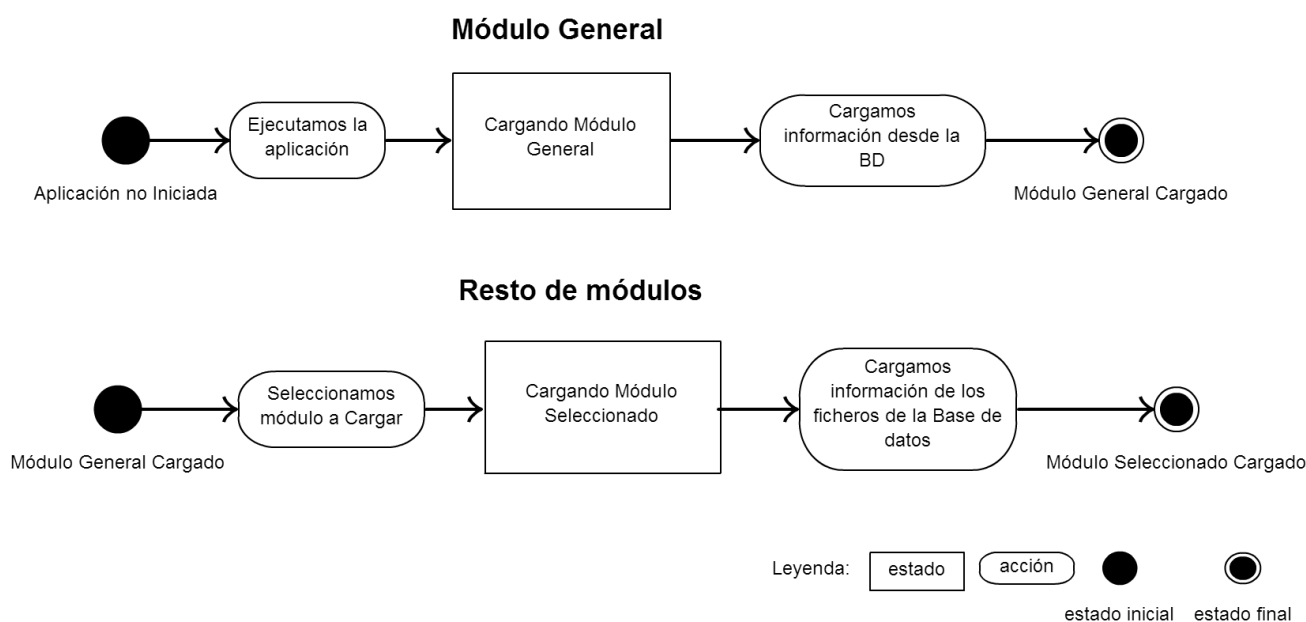 Módulo General
Ejecutamos la
aplicación
Cargando Módulo
General
Cargamos
información desde la
BD
Aplicación no Iniciada
Módulo General Cargado
Resto de módulos
Seleccionamos
módulo a Cargar
Cargando Módulo
Seleccionado
Cargamos
información de los
ficheros de la Base de
datos
Módulo General Cargado
Módulo Seleccionado Cargado
Leyenda:
estado
acción
estado inicial
estado final